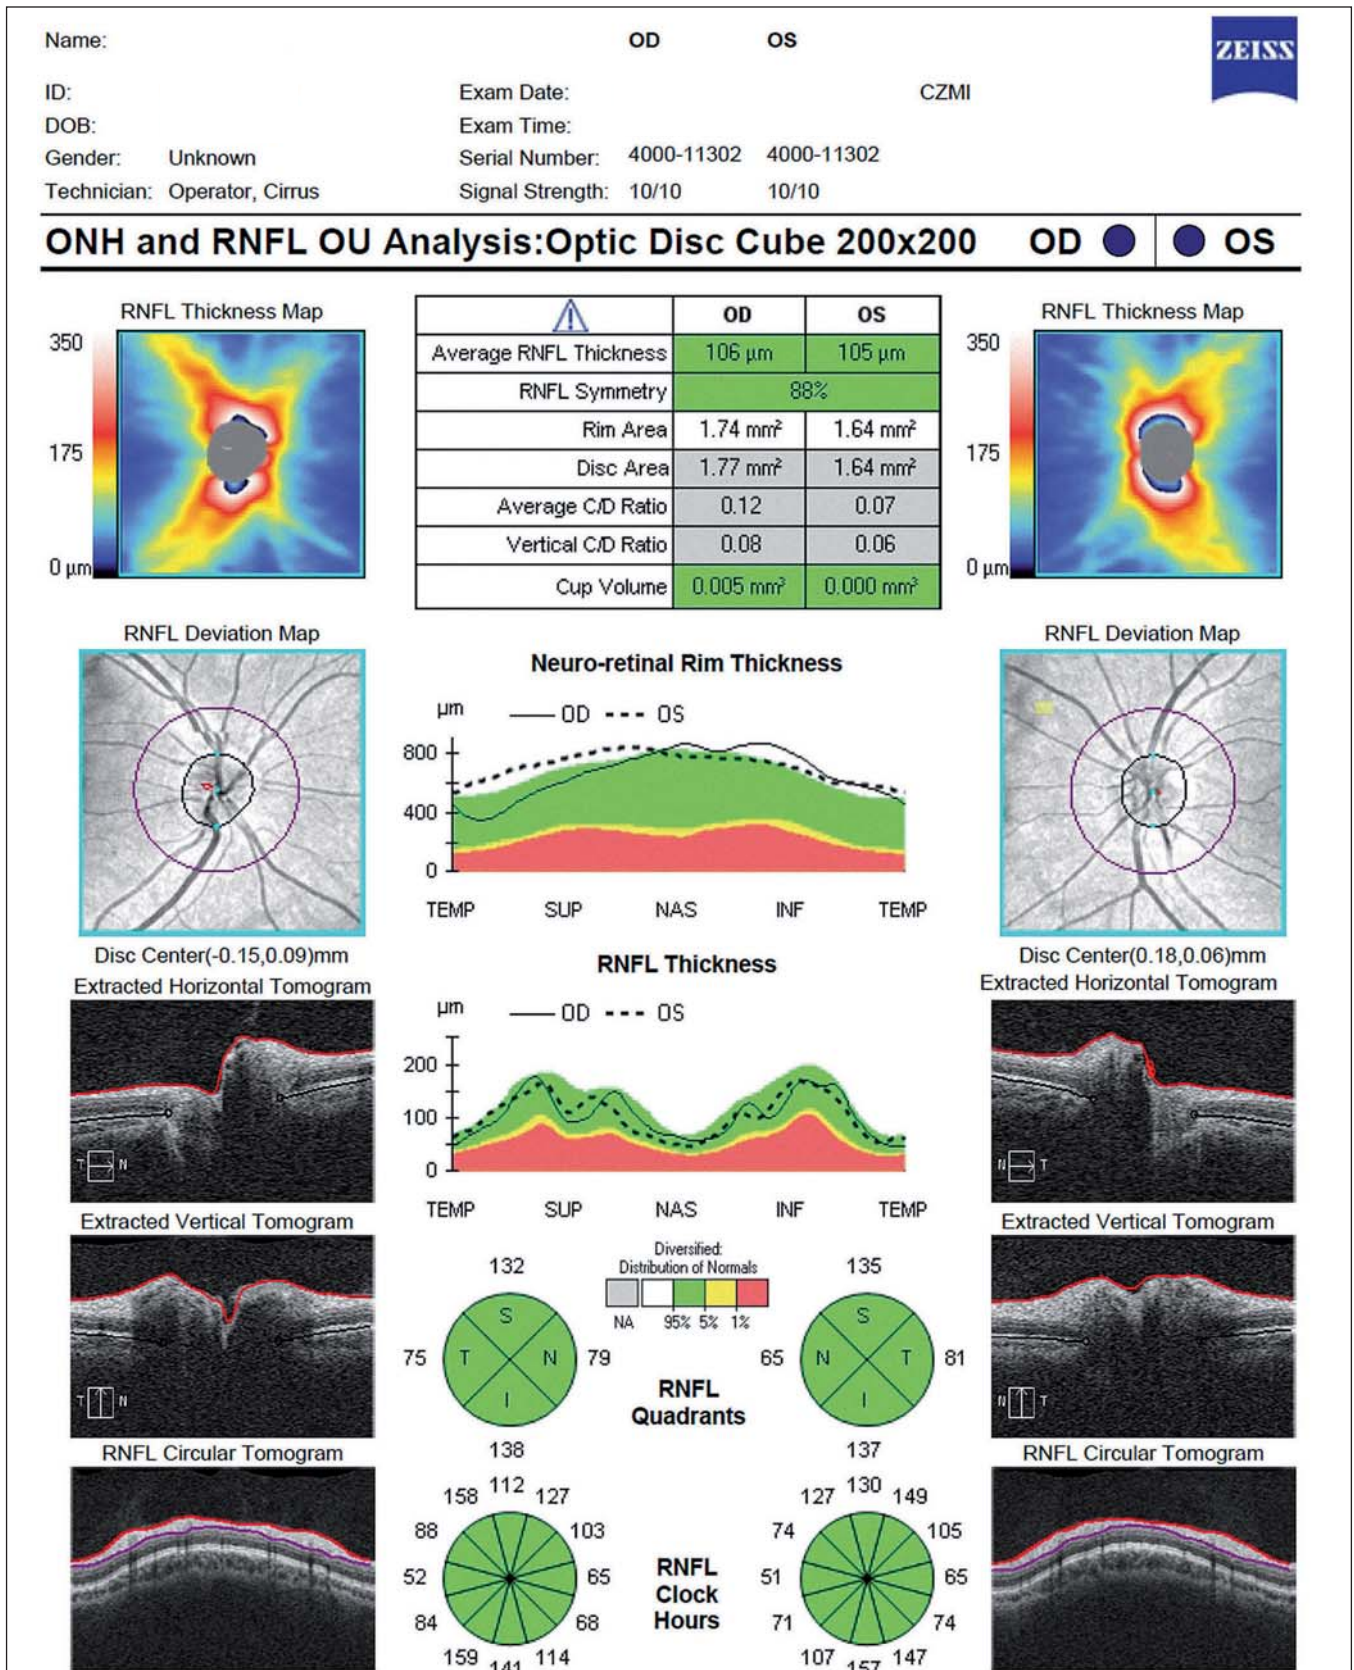 Name: OD OS
ZEISS
ID: Exam Date: CZMI
DOB: Exam Time:
Gender: Unknown Serial Number: 4000-11302 4000-11302
Technician: Operator, Cirrus Signal Strength: 10/10 10/10
ONH and RNFL OU Analysis:Optic Disc Cube 200x200 OD OS
RNFL Thickness Map
350
175
0 µm
OD OS
Average RNFL Thickness 106 µm 105 µm
RNFL Symmetry 88%
Rim Area 1.74 mm² 1.64 mm²
Disc Area 1.77 mm² 1.64 mm²
Average C/D Ratio 0.12 0.07
Vertical C/D Ratio 0.08 0.06
Cup Volume 0.005 mm³ 0.000 mm³
RNFL Thickness Map
350
175
0 µm
RNFL Deviation Map
Disc Center(-0.15,0.09)mm
Neuro-retinal Rim Thickness
µm OD OS
800
400
0
TEMP SUP NAS INF TEMP
RNFL Deviation Map
Disc Center(0.18,0.06)mm
Extracted Horizontal Tomogram
T N
RNFL Thickness
µm OD OS
200
100
0
TEMP SUP NAS INF TEMP
Extracted Horizontal Tomogram
N T
Extracted Vertical Tomogram
T N
Diversified:
Distribution of Normals
NA 95% 5% 1%
132
S
75 T N 79
I
138
RNFL
Quadrants
135
S
65 N T 81
I
137
Extracted Vertical Tomogram
N T
RNFL Circular Tomogram
158 112 127
88 103
52 65
84 68
159 141 114
RNFL
Clock
Hours
127 130 149
74 105
51 65
71 74
107 157 147
RNFL Circular Tomogram